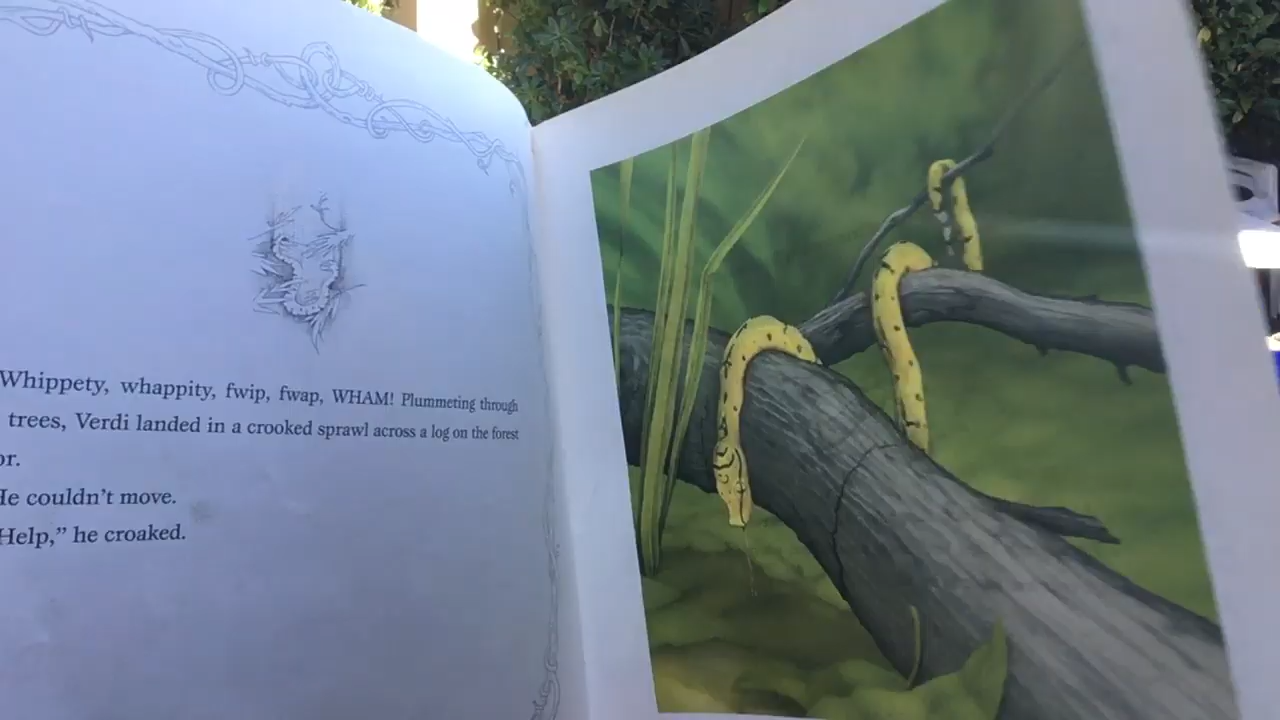 Whippety, whappity, fwip, fwap, WHAM! Plummeting through
trees, Verdi landed in a crooked sprawl across a log on the forest
or.
He couldn't move.
Help," he croaked.